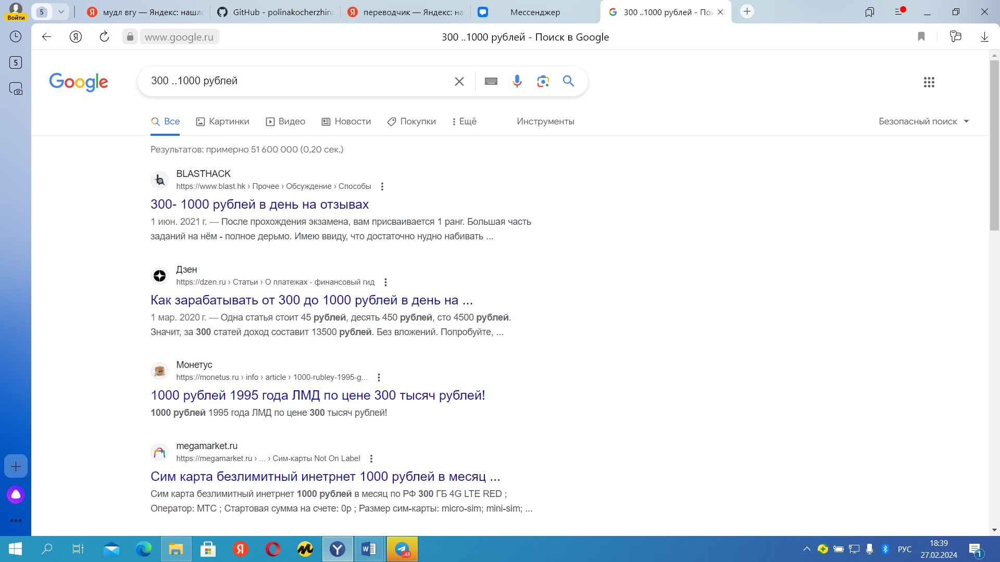 Войти
5
мудл вгу — Яндекс: нашло
GitHub - polinakocherzhina
переводчик — Яндекс: на
Мессенджер
300 ..1000 рублей - Пои
www.google.ru
300 ..1000 рублей - Поиск в Google
5
Google
300 ..1000 рублей
Все
Картинки
Видео
Новости
Покупки
Ещё
Инструменты
Безопасный поиск
Результатов: примерно 51 600 000 (0,20 сек.)
BLASTHACK
https://www.blast.hk › Прочее › Обсуждение › Способы
300- 1000 рублей в день на отзывах
1 июн. 2021 г. — После прохождения экзамена, вам присваивается 1 ранг. Большая часть
заданий на нём - полное дерьмо. Имею ввиду, что достаточно нудно набивать ...
Дзен
https://dzen.ru › Статьи › О платежах - финансовый гид
Как зарабатывать от 300 до 1000 рублей в день на ...
1 мар. 2020 г. — Одна статья стоит 45 рублей, десять 450 рублей, сто 4500 рублей.
Значит, за 300 статей доход составит 13500 рублей. Без вложений. Попробуйте, ...
Монетус
https://monetus.ru › info › article › 1000-rubley-1995-g...
1000 рублей 1995 года ЛМД по цене 300 тысяч рублей!
1000 рублей 1995 года ЛМД по цене 300 тысяч рублей!
megamarket.ru
https://megamarket.ru › ... › Сим-карты Not On Label
Сим карта безлимитный инетрнет 1000 рублей в месяц ...
Сим карта безлимитный инетрнет 1000 рублей в месяц по РФ 300 ГБ 4G LTE RED ;
Оператор: МТС ; Стартовая сумма на счете: 0р ; Размер сим-карты: micro-sim; mini-sim; ...
..48
РУС
18:39
27.02.2024
1